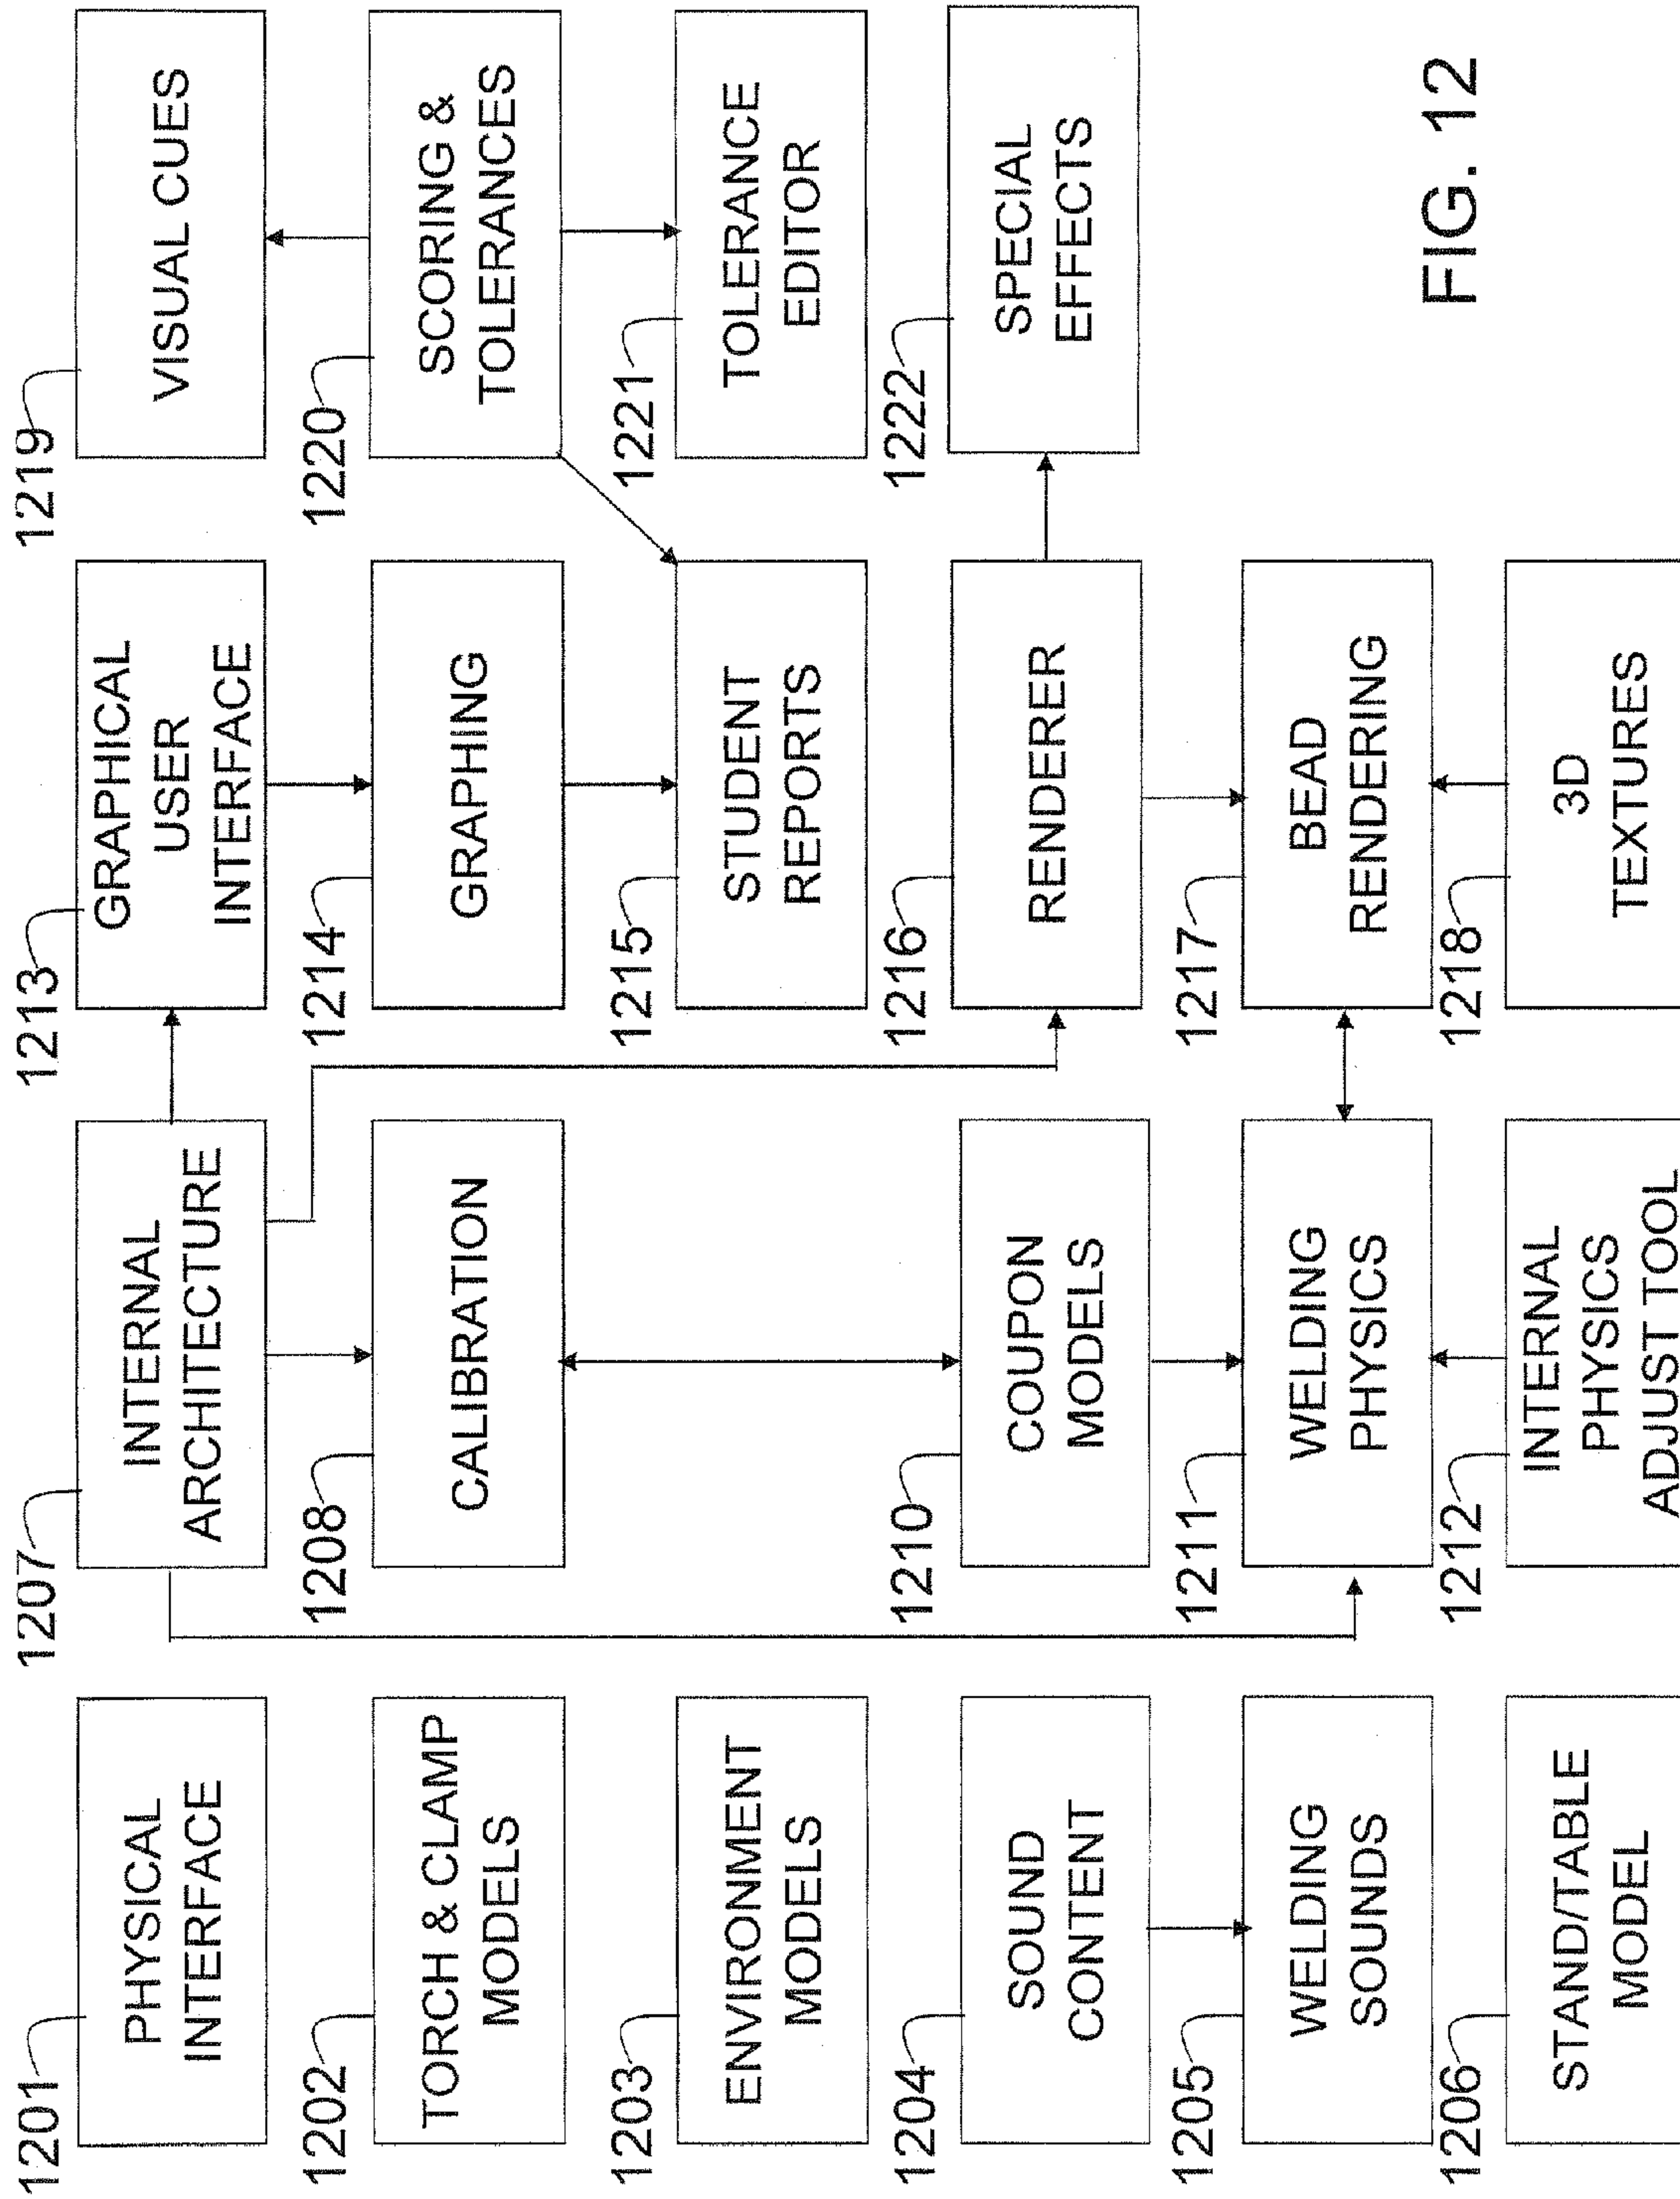 1201
PHYSICAL
INTERFACE
1202
TORCH & CLAMP
MODELS
1203
ENVIRONMENT
MODELS
1204
SOUND
CONTENT
1205
WELDING
SOUNDS
1206
STAND/TABLE
MODEL
1207
INTERNAL
ARCHITECTURE
1208
CALIBRATION
1210
COUPON
MODELS
1211
WELDING
PHYSICS
1212
INTERNAL
PHYSICS
ADJUST TOOL
1213
GRAPHICAL
USER
INTERFACE
1214
GRAPHING
1215
STUDENT
REPORTS
1216
RENDERER
1217
BEAD
RENDERING
1218
3D
TEXTURES
1219
VISUAL CUES
1220
SCORING &
TOLERANCES
1221
TOLERANCE
EDITOR
1222
SPECIAL
EFFECTS
FIG. 12